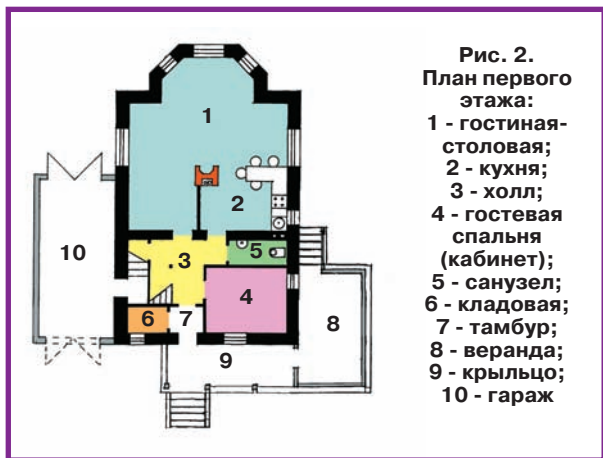 Рис. 2.
План первого
этажа:
1 - гостиная-
столовая;
2 - кухня;
3 - холл;
4 - гостевая
спальня
(кабинет);
5 - санузел;
6 - кладовая;
7 - тамбур;
8 - веранда;
9 - крыльцо;
10 - гараж
1
2
10
3
5
4
6
7
8
9